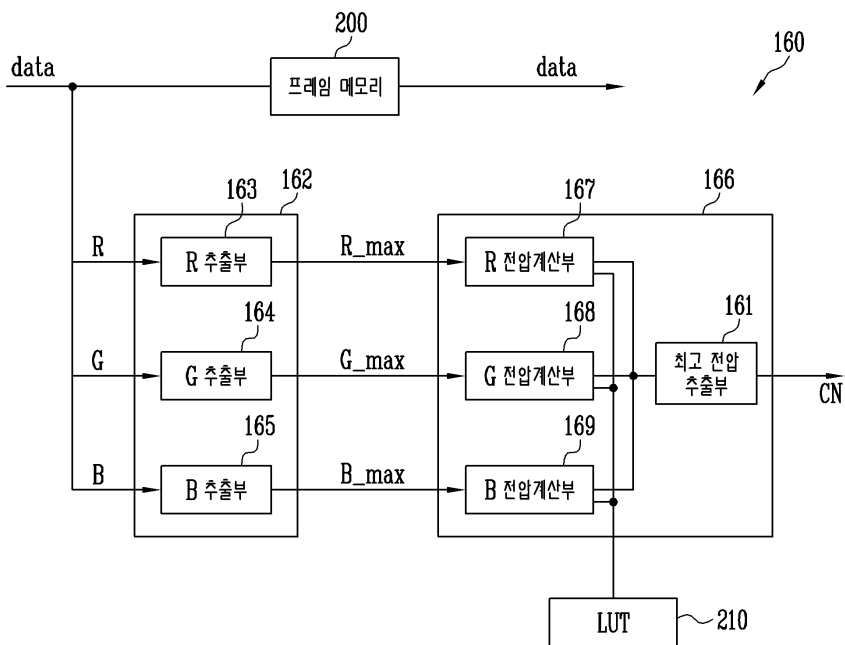 200
160
data
프레임 메모리
data
163
162
167
166
R
R 추출부
R_max
R 전압계산부
164
168
161
G
G 추출부
G_max
G 전압계산부
최고 전압
추출부
CN
165
169
B
B 추출부
B_max
B 전압계산부
LUT
210